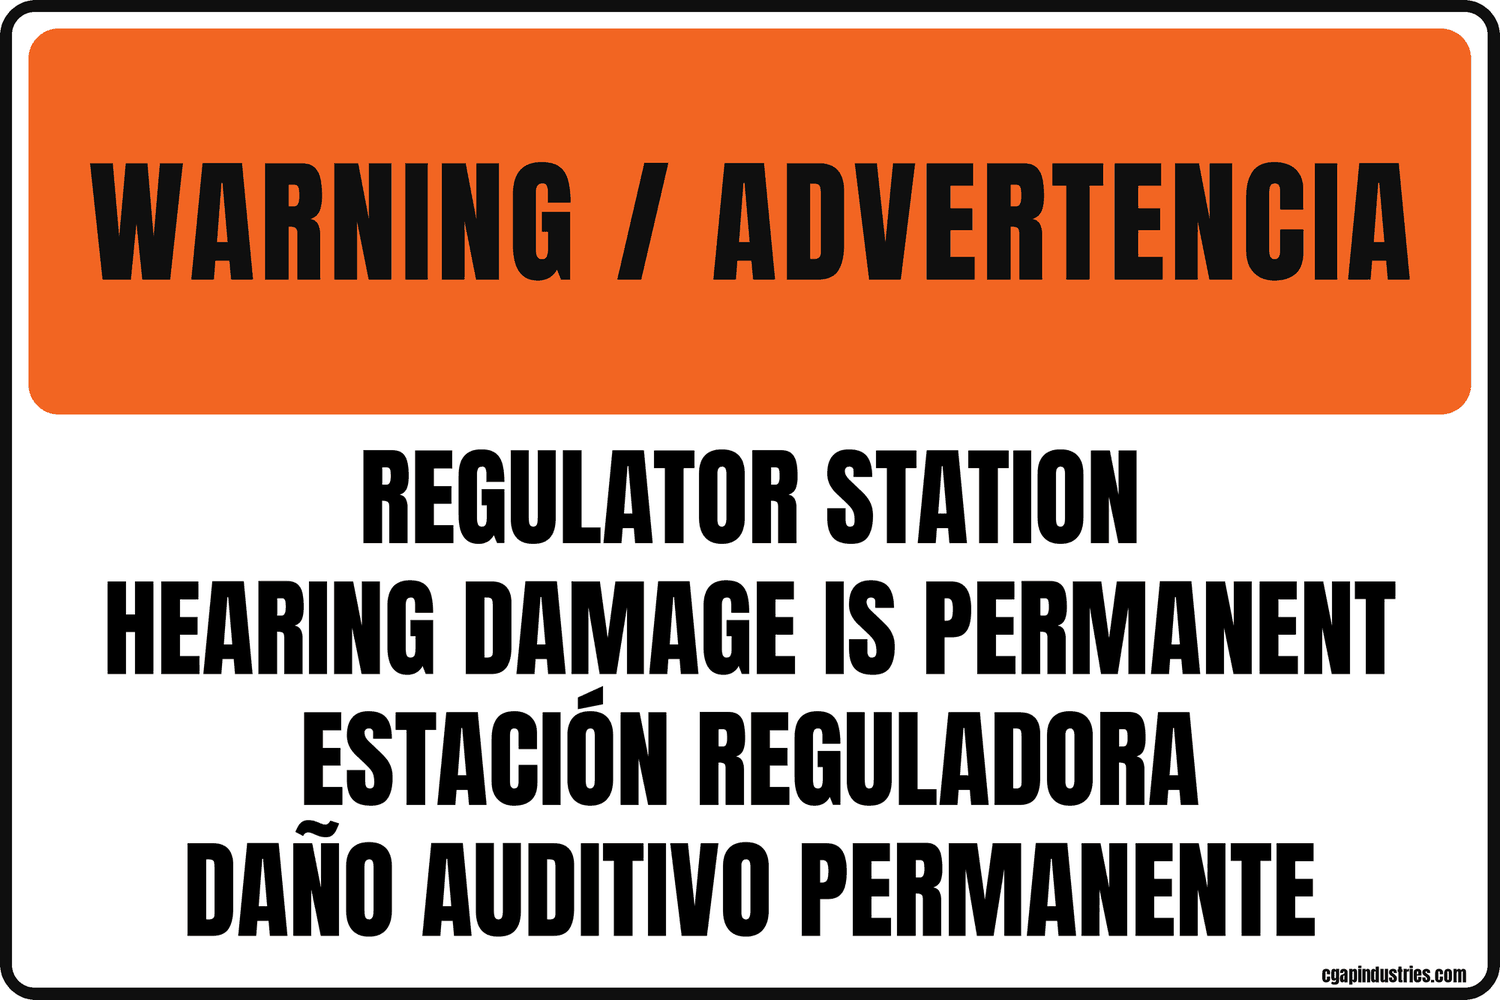 WARNING / ADVERTENCIA
REGULATOR STATION
HEARING DAMAGE IS PERMANENT
ESTACIÓN REGULADORA
DAÑO AUDITIVO PERMANENTE
cgapindustries.com